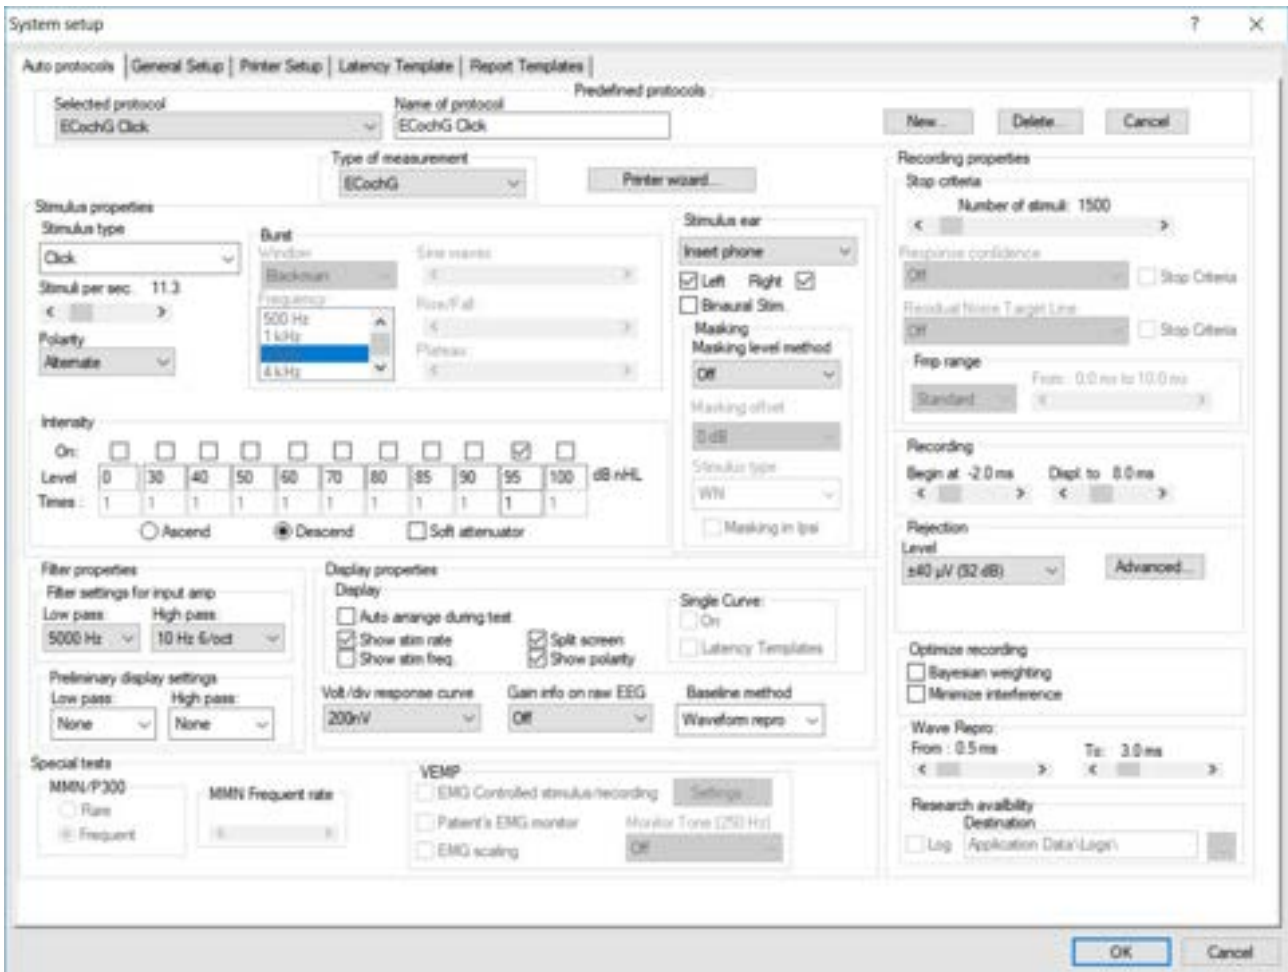 System setup
Auto protocols General Setup Printer Setup Latency Template Report Templates
Predefined protocols :
Selected protocol
ECochG Click
Name of protocol
ECochG Click
New... Delete... Cancel
Type of measurement
ECochG
Printer wizard...
Stimulus properties
Stimulus type
Click
Stimuli per sec. 11.3
Polarity
Alternate
Burst
Window
Blackman
Frequency
500 Hz
1 kHz
4 kHz
Sine waves
Rise/Fall
Plateau
Stimulus ear
Insert phone
Left Right
Binaural Stim.
Masking
Masking level method
Off
Masking offset
0 dB
Stimulus type
WN
Masking in Ipsi
Intensity
On:
Level 0 30 40 50 60 70 80 85 90 95 100 dB nHL
Times : 1 1 1 1 1 1 1 1 1 1 1
Ascend Descend Soft attenuator
Filter properties
Filter settings for input amp
Low pass: High pass:
5000 Hz 10 Hz 6/oct
Preliminary display settings
Low pass: High pass:
None None
Display properties
Display
Auto arrange during test
Show stim rate Split screen
Show stim freq. Show polarity
Single Curve:
On
Latency Templates
Volt/div response curve
200nV
Gain info on raw EEG
Off
Baseline method
Waveform repro
Special tests
MMN/P300
Rare
Frequent
MMN Frequent rate
VEMP
EMG Controlled stimulus/recording Settings
Patient's EMG monitor
EMG scaling
Monitor Tone (250 Hz)
Off
Recording properties
Stop criteria
Number of stimuli: 1500
Response confidence
Off Stop Criteria
Residual Noise Target Line:
Off Stop Criteria
Fmp range
Standard
From : 0.0 ms to 10.0 ms
Recording
Begin at -2.0 ms Displ. to 8.0 ms
Rejection
Level
±40 µV (92 dB)
Advanced...
Optimize recording
Bayesian weighting
Minimize interference
Wave Repro:
From : 0.5 ms To: 3.0 ms
Research availbility
Destination
Log Application Data\Logs\
...
OK Cancel